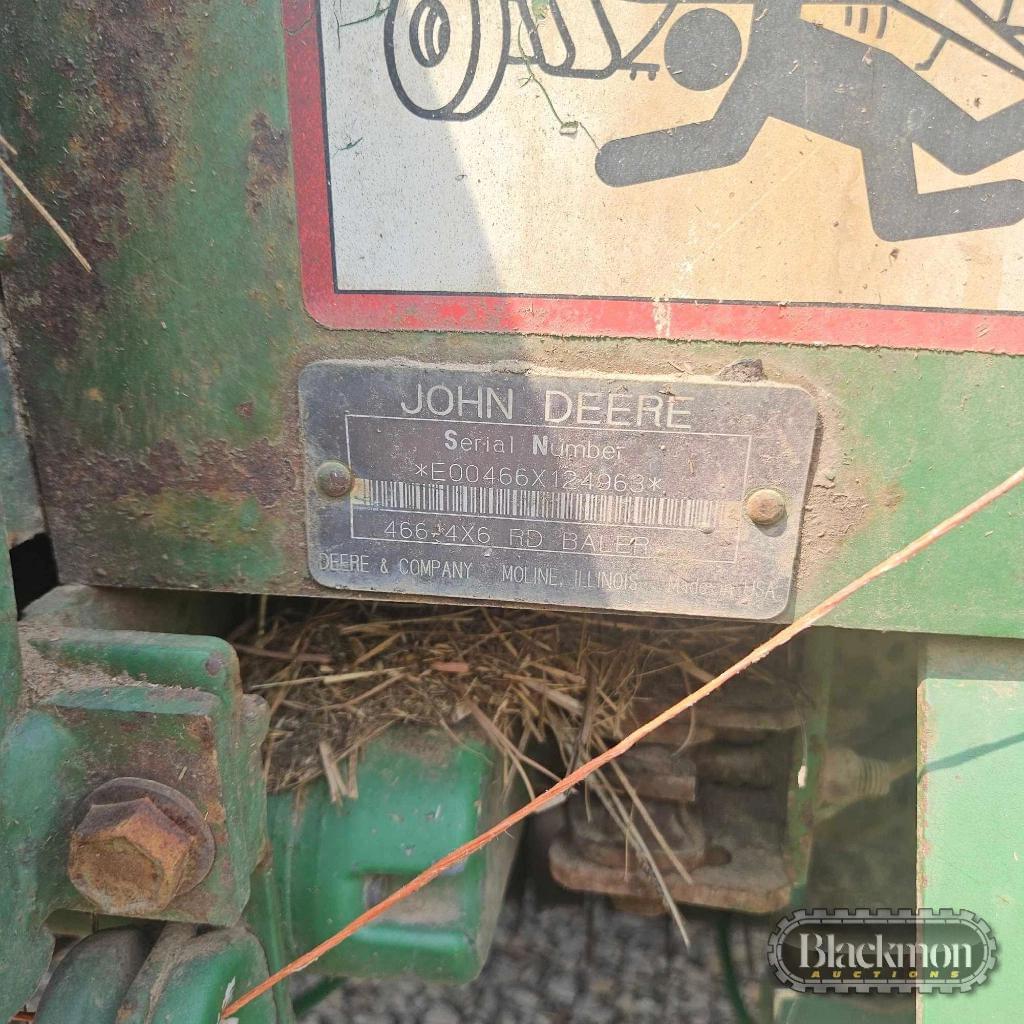 JOHN DEERE
Serial Number
*E00466X124963*
466-4X6 RD BALER
DEERE & COMPANY MOLINE, ILLINOIS Made in USA
Blackmon
AUCTIONS